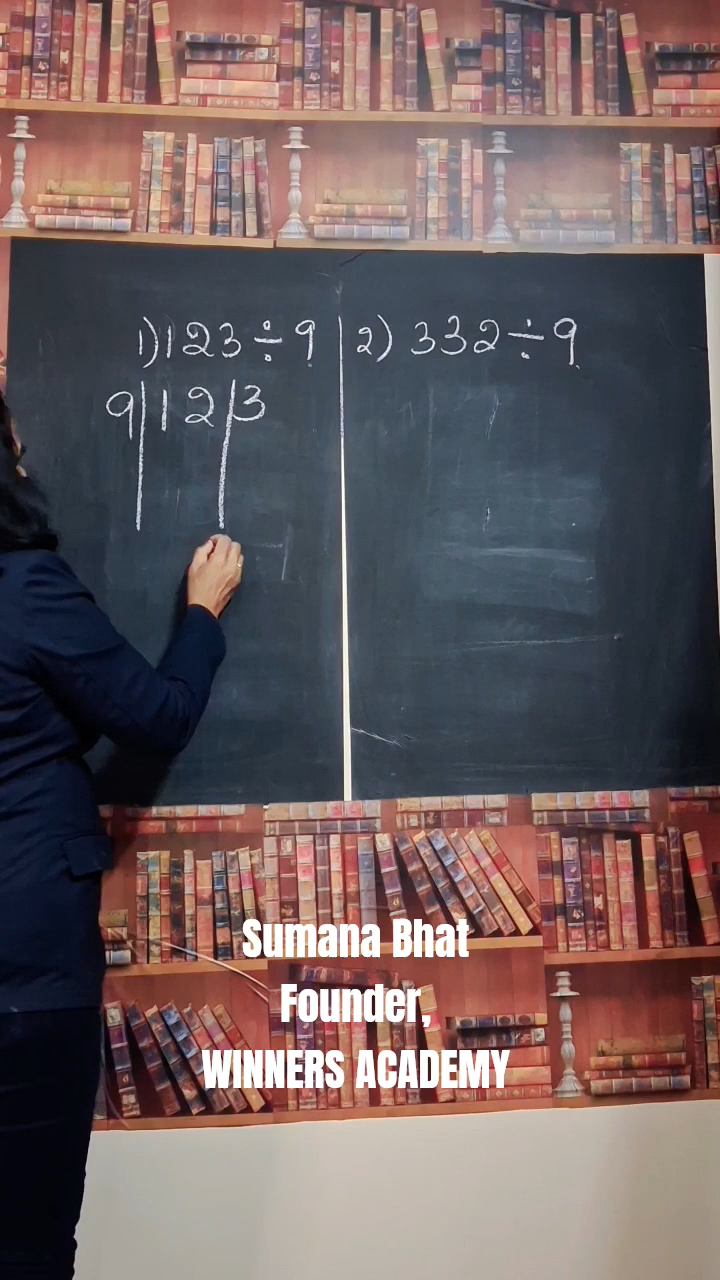 1) 123 ÷ 9
9|12|3
2) 332 ÷ 9
Sumana Bhat
Founder,
WINNERS ACADEMY